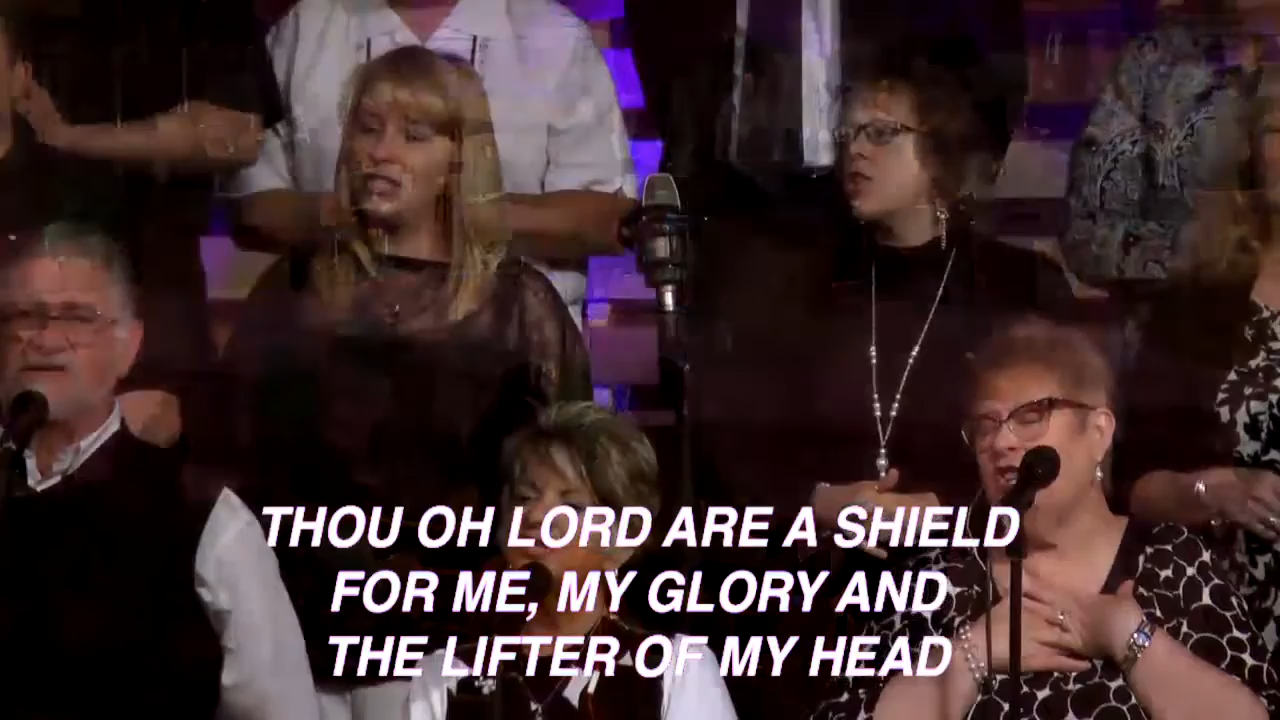 THOU OH LORD ARE A SHIELD
FOR ME, MY GLORY AND
THE LIFTER OF MY HEAD